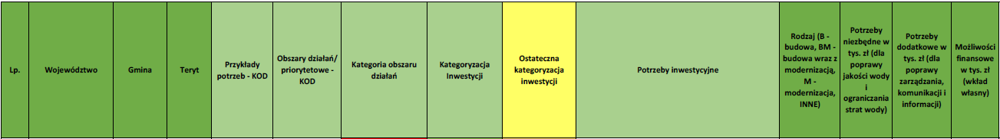 Lp.
Województwo
Gmina
Teryt
Przykłady
potrzeb - KOD
Obszary działań/
priorytetowe -
KOD
Kategoria obszaru
działań
Kategoryzacja
Inwestycji
Ostateczna
kategoryzacja
inwestycji
Potrzeby inwestycyjne
Rodzaj (B -
budowa, BM -
budowa wraz z
modernizacją,
M -
modernizacja,
INNE)
Potrzeby
niezbędne w
tys. zł (dla
poprawy
jakości wody
i
ograniczania
strat wody)
Potrzeby
dodatkowe w
tys. zł (dla
poprawy
zarządzania,
komunikacji i
informacji)
Możliwości
finansowe
w tys. zł
(wkład
własny)